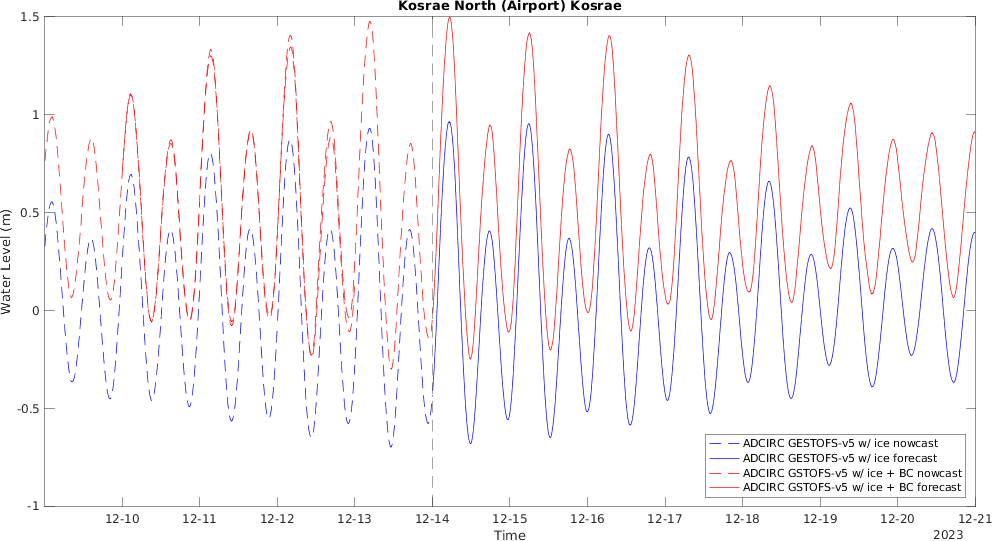 Kosrae North (Airport) Kosrae
Water Level (m)
1.5
1
0.5
0
-0.5
-1
ADCIRC GESTOFS-v5 w/ ice nowcast
ADCIRC GESTOFS-v5 w/ ice forecast
ADCIRC GSTOFS-v5 w/ ice + BC nowcast
ADCIRC GSTOFS-v5 w/ ice + BC forecast
12-10 12-11 12-12 12-13 12-14 12-15 12-16 12-17 12-18 12-19 12-20 12-21
Time
2023